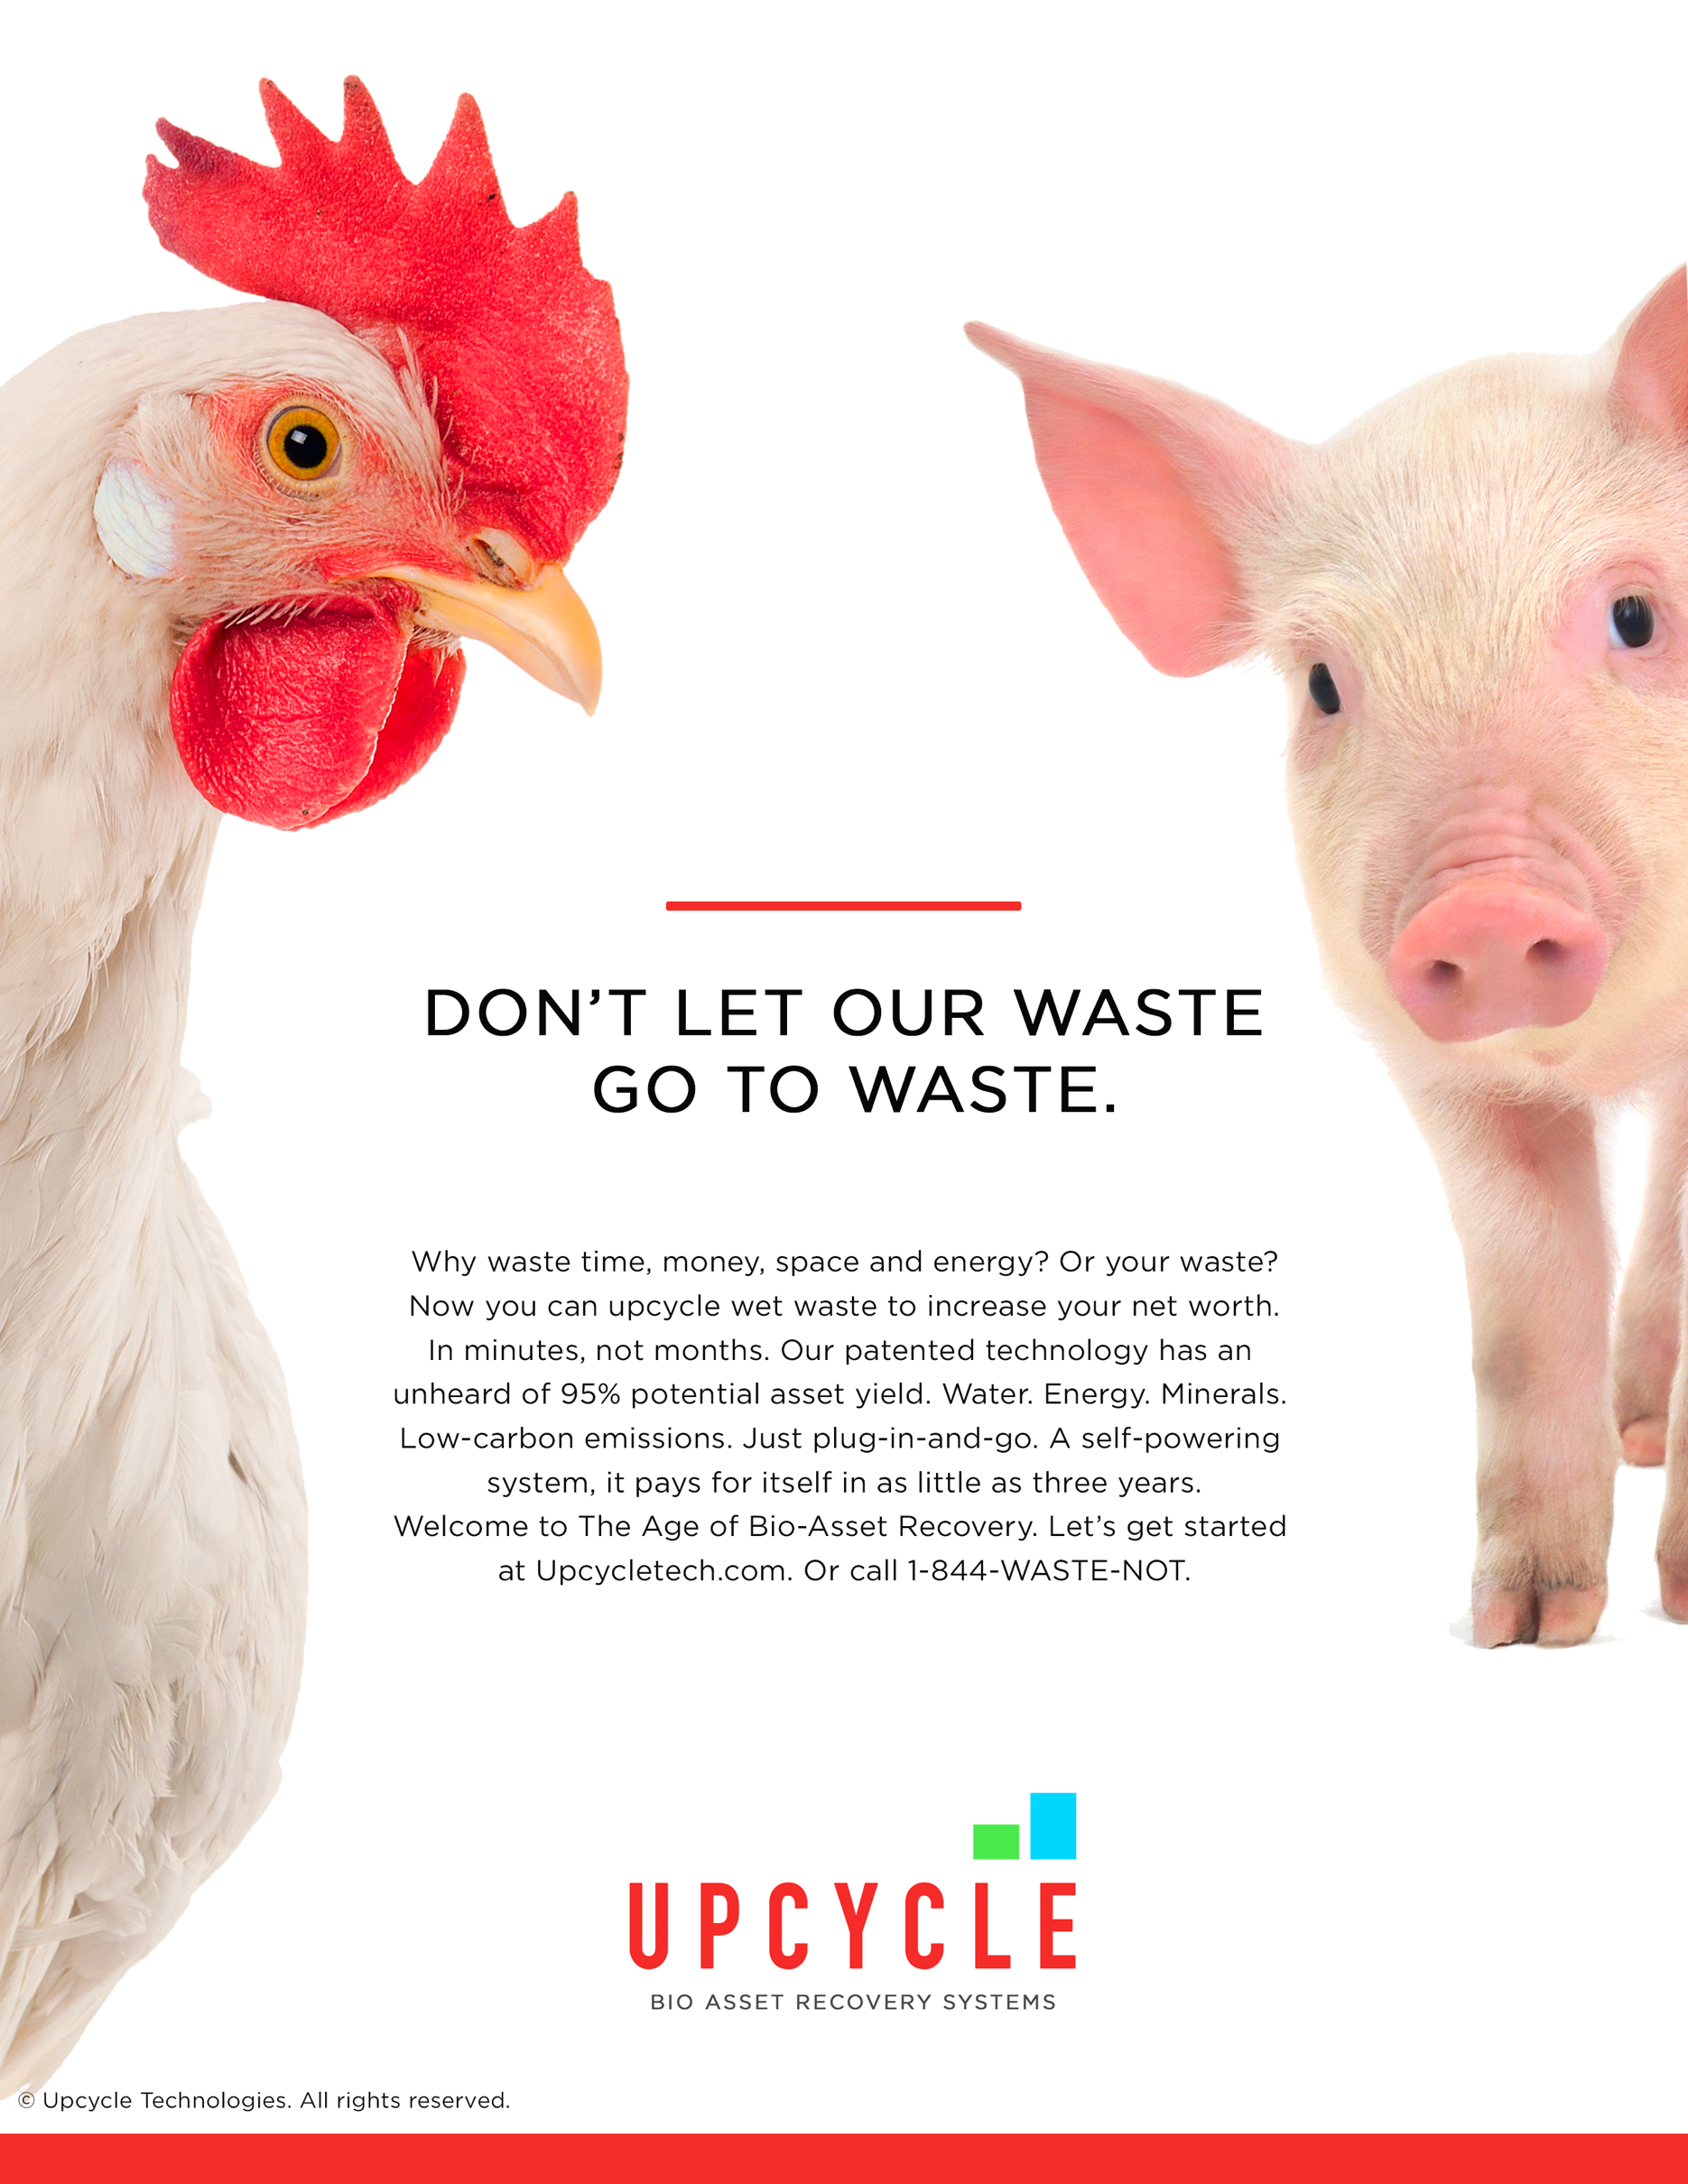 DON’T LET OUR WASTE
GO TO WASTE.
Why waste time, money, space and energy? Or your waste?
Now you can upcycle wet waste to increase your net worth.
In minutes, not months. Our patented technology has an
unheard of 95% potential asset yield. Water. Energy. Minerals.
Low-carbon emissions. Just plug-in-and-go. A self-powering
system, it pays for itself in as little as three years.
Welcome to The Age of Bio-Asset Recovery. Let’s get started
at Upcycletech.com. Or call 1-844-WASTE-NOT.
UPCYCLE
BIO ASSET RECOVERY SYSTEMS
© Upcycle Technologies. All rights reserved.